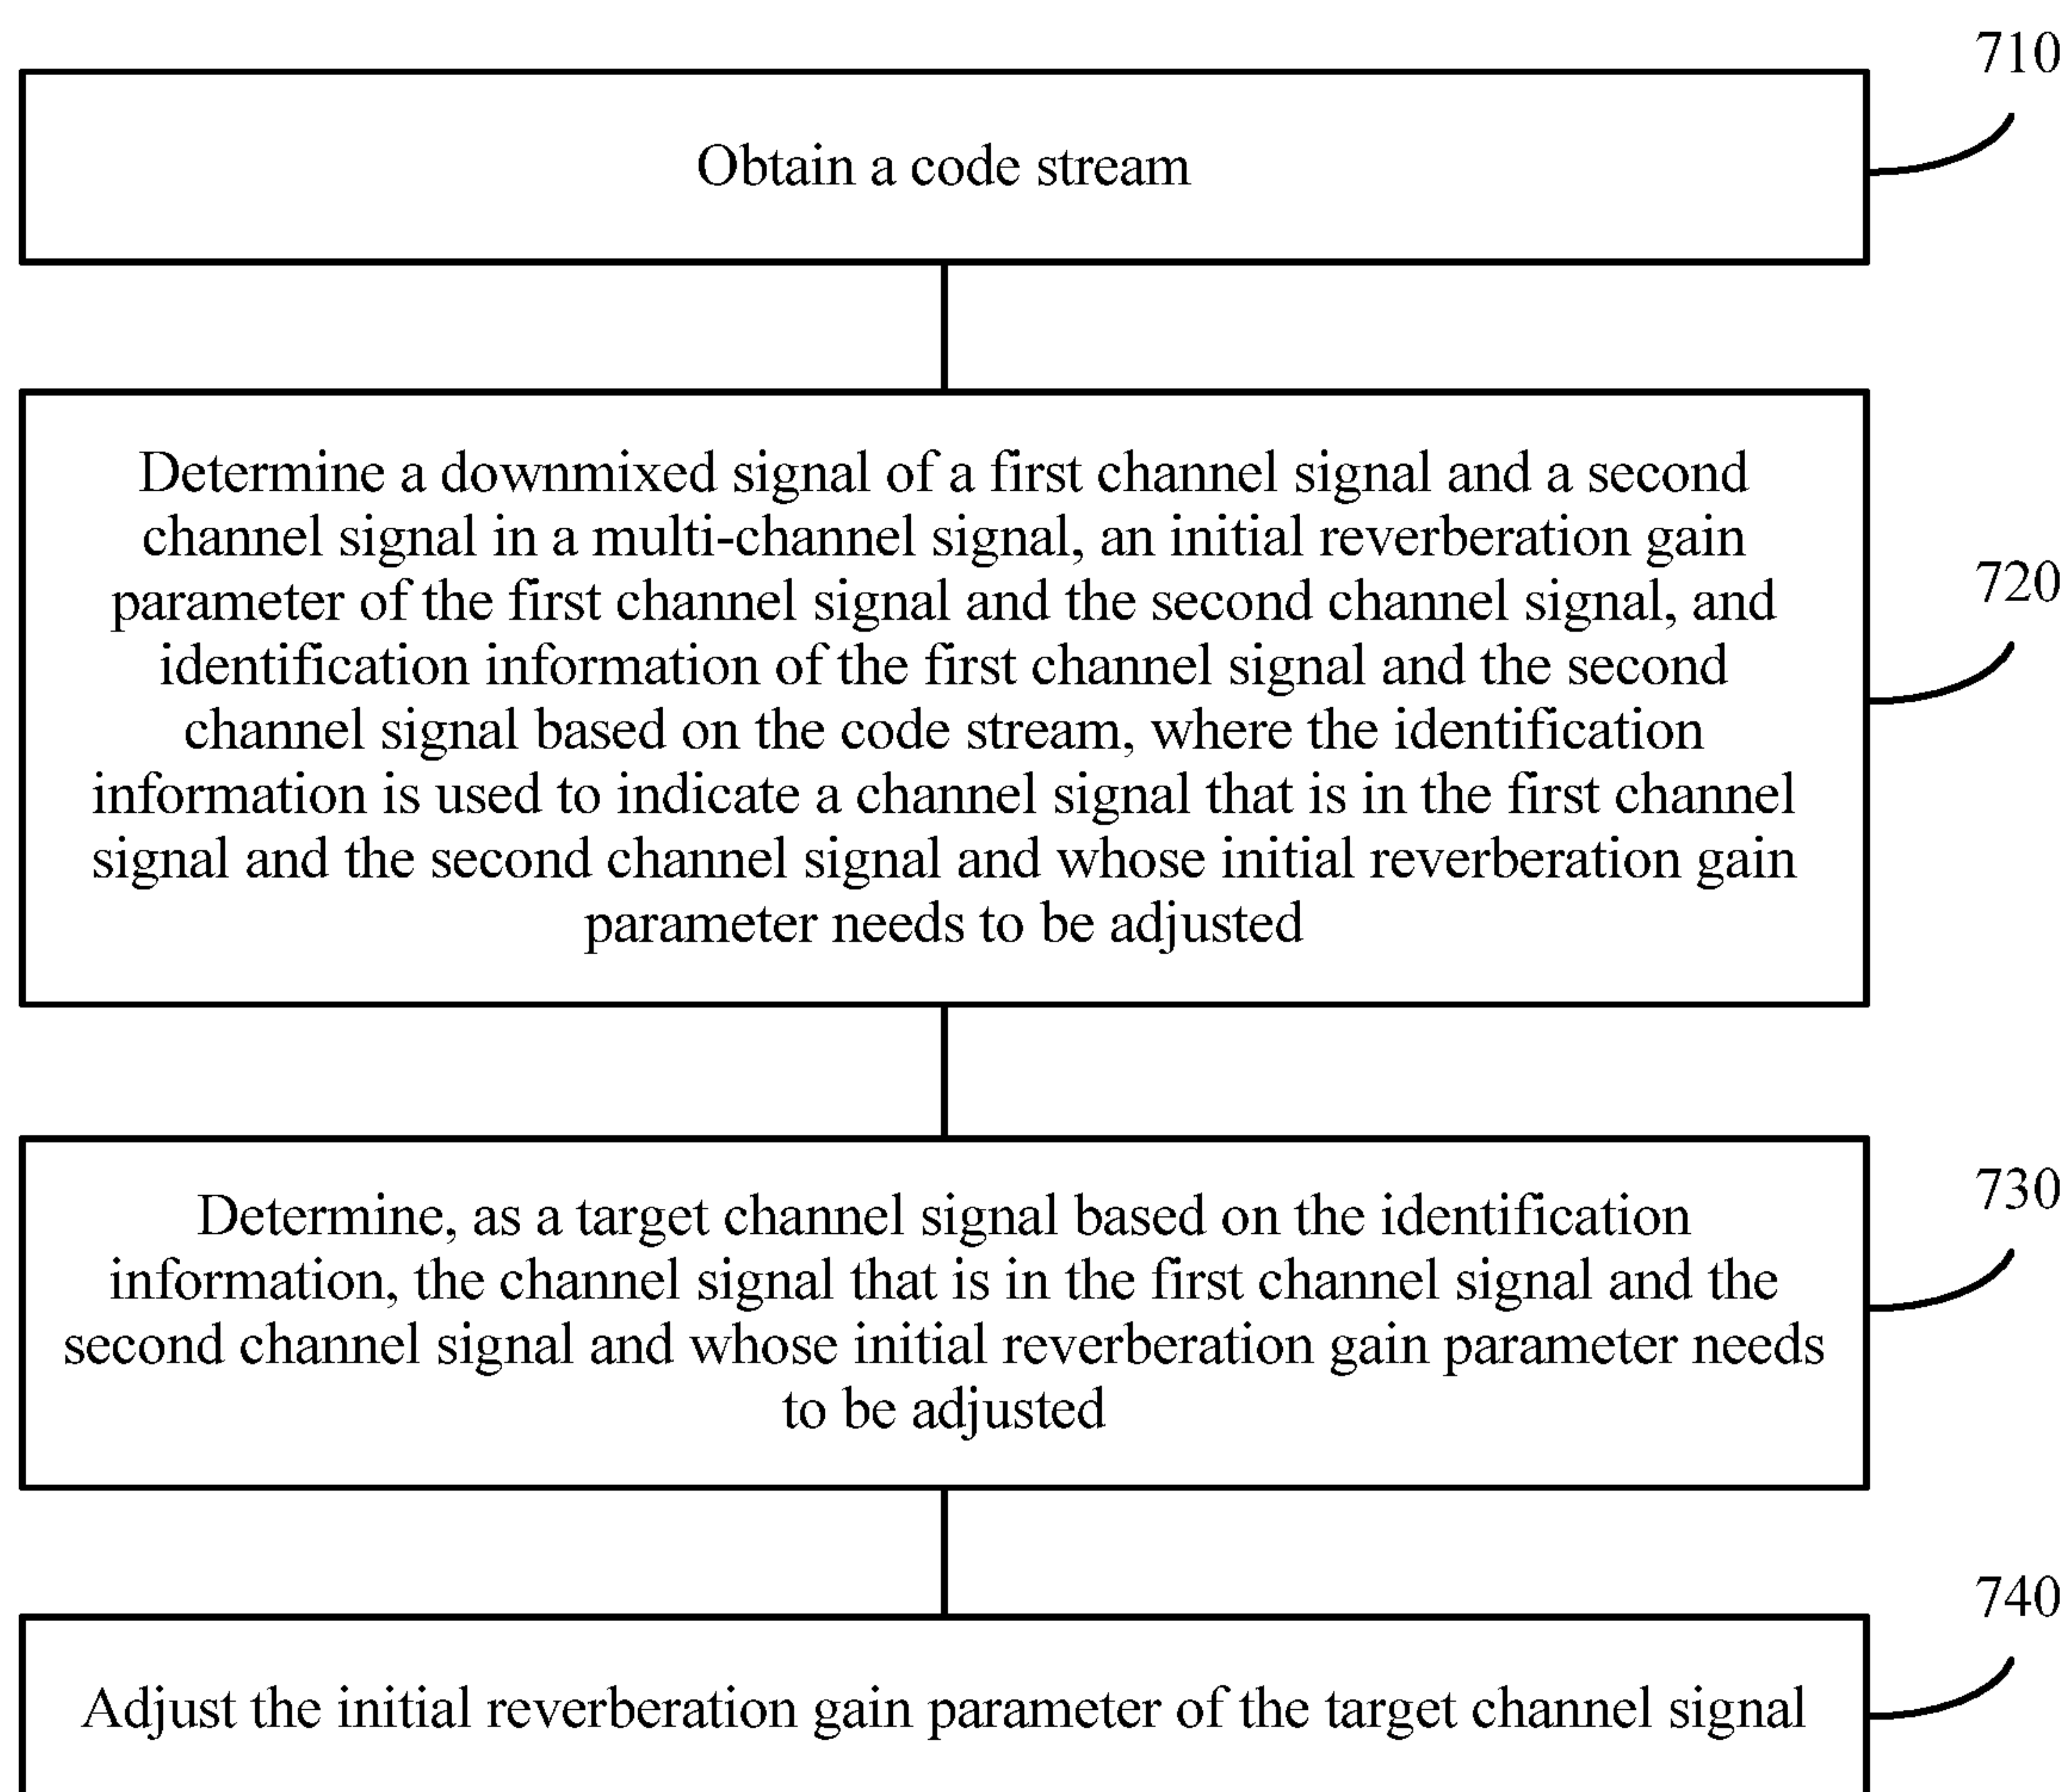 710
Obtain a code stream
Determine a downmixed signal of a first channel signal and a second
channel signal in a multi-channel signal, an initial reverberation gain
parameter of the first channel signal and the second channel signal, and
identification information of the first channel signal and the second
channel signal based on the code stream, where the identification
information is used to indicate a channel signal that is in the first channel
signal and the second channel signal and whose initial reverberation gain
parameter needs to be adjusted
720
Determine, as a target channel signal based on the identification
information, the channel signal that is in the first channel signal and the
second channel signal and whose initial reverberation gain parameter needs
to be adjusted
730
740
Adjust the initial reverberation gain parameter of the target channel signal